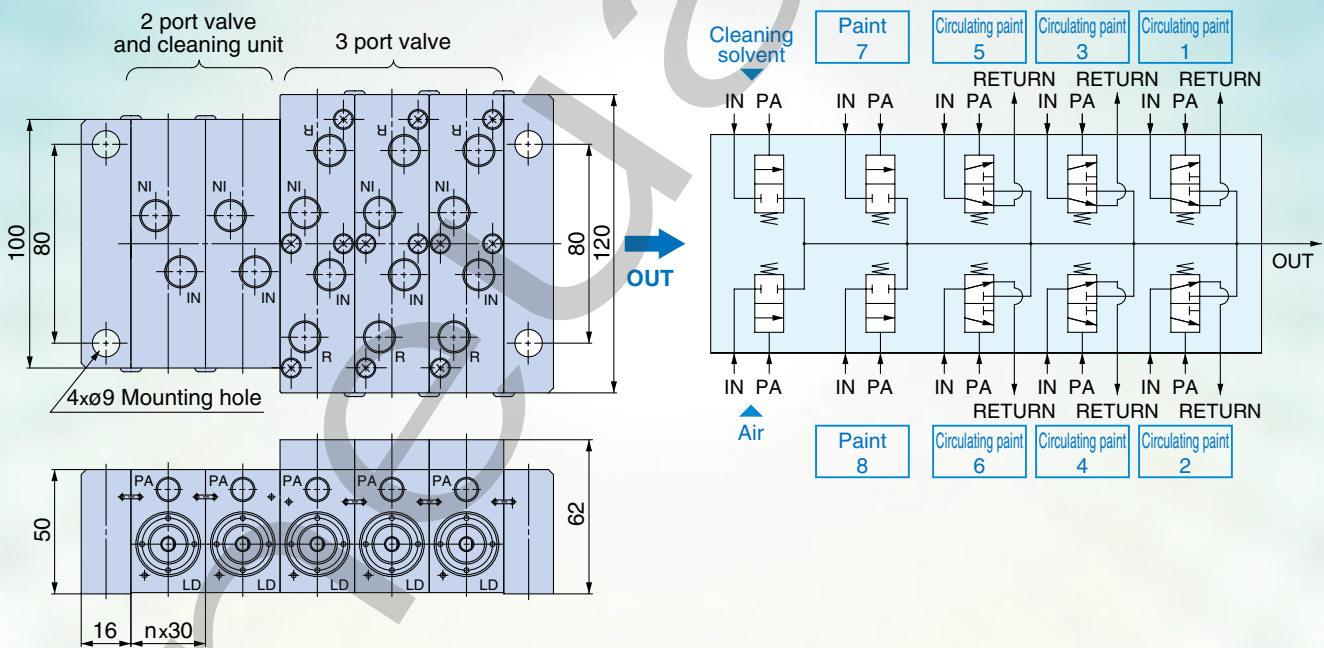 2 port valve
and cleaning unit
3 port valve
R R R
NI NI NI NI NI
IN IN IN IN IN
R R R
100
80
80
120
4xø9 Mounting hole
PA PA PA PA PA
LD LD LD LD LD
50
62
16
nx30
OUT
Cleaning
solvent
Paint
7
Circulating paint
5
Circulating paint
3
Circulating paint
1
RETURN RETURN RETURN
IN PA IN PA IN PA IN PA IN PA
OUT
IN PA IN PA IN PA IN PA IN PA
RETURN RETURN RETURN
Air
Paint
8
Circulating paint
6
Circulating paint
4
Circulating paint
2